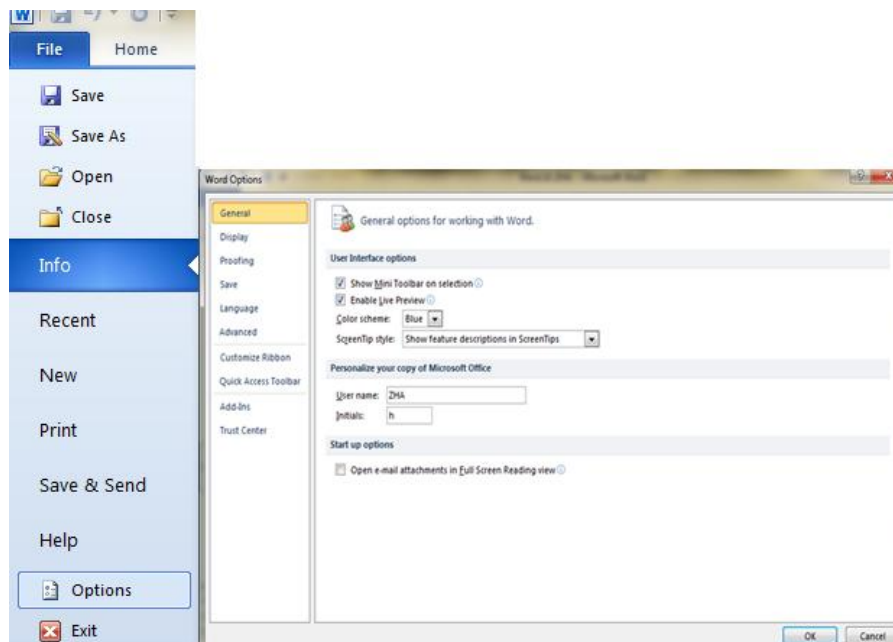 File Home
Save
Save As
Open
Close
Info
Recent
New
Print
Save & Send
Help
Options
Exit
Word Options
General
Display
Proofing
Save
Language
Advanced
Customize Ribbon
Quick Access Toolbar
Add-Ins
Trust Center
General options for working with Word.
User Interface options
Show Mini Toolbar on selection
Enable Live Preview
Color scheme: Blue
ScreenTip style: Show feature descriptions in ScreenTips
Personalize your copy of Microsoft Office
User name: ZHA
Initials: h
Start up options
Open e-mail attachments in Full Screen Reading view
OK Cancel